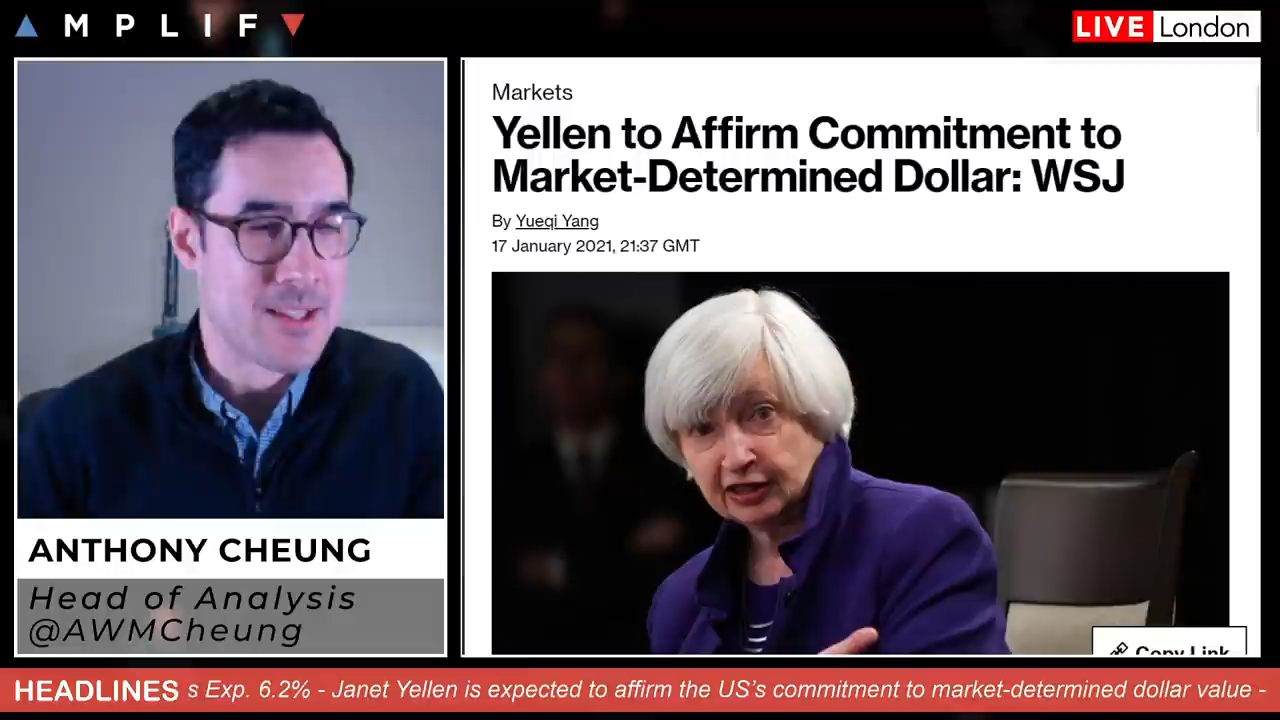 ▲ M P L I F ▼
LIVE London
Markets
Yellen to Affirm Commitment to
Market-Determined Dollar: WSJ
By Yueqi Yang
17 January 2021, 21:37 GMT
Copy Link
ANTHONY CHEUNG
Head of Analysis
@AWMCheung
HEADLINES s Exp. 6.2% - Janet Yellen is expected to affirm the US's commitment to market-determined dollar value -